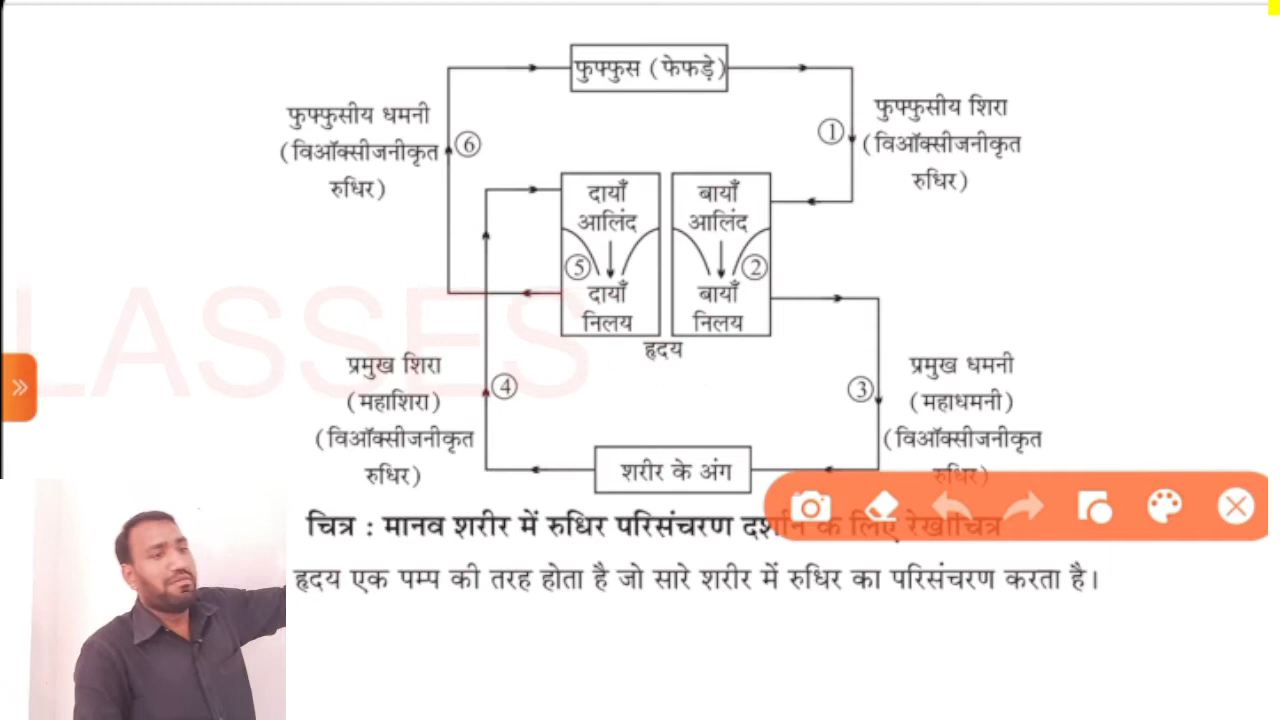 फुफ्फुस (फेफड़े)
फुफ्फुसीय धमनी
(विऑक्सीजनीकृत
रुधिर)
⑥
①
फुफ्फुसीय शिरा
(विऑक्सीजनीकृत
रुधिर)
दायाँ
आलिंद
⑤
दायाँ
निलय
बायाँ
आलिंद
②
बायाँ
निलय
हृदय
LASSES
प्रमुख शिरा
(महाशिरा)
(विऑक्सीजनीकृत
रुधिर)
④
③
प्रमुख धमनी
(महाधमनी)
(विऑक्सीजनीकृत
रुधिर)
शरीर के अंग
चित्र : मानव शरीर में रुधिर परिसंचरण दर्शाने के लिए रेखाचित्र
हृदय एक पम्प की तरह होता है जो सारे शरीर में रुधिर का परिसंचरण करता है।